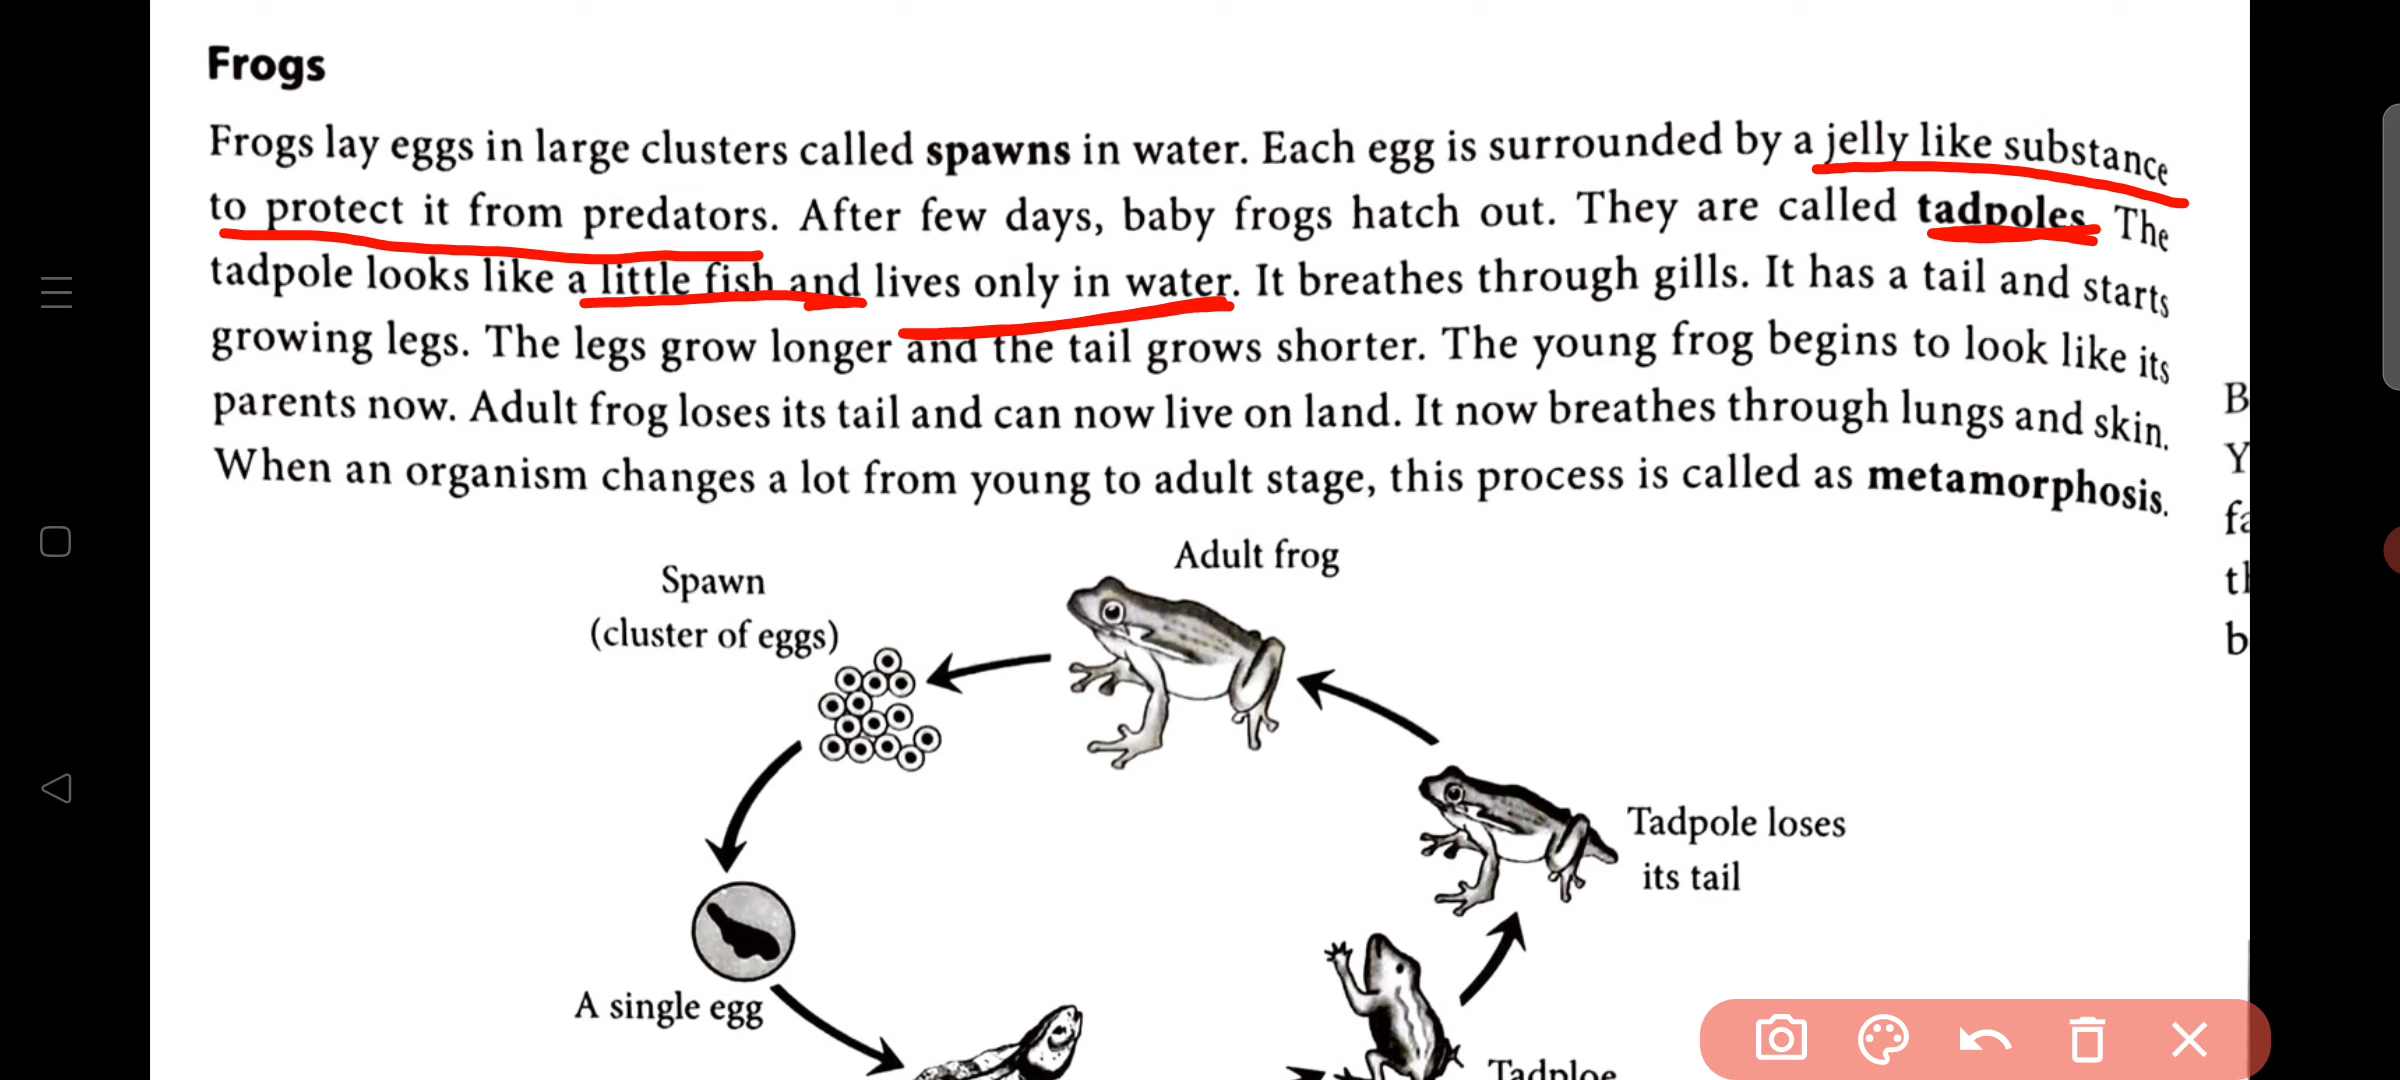 Frogs
Frogs lay eggs in large clusters called spawns in water. Each egg is surrounded by a jelly like substance
to protect it from predators. After few days, baby frogs hatch out. They are called tadpoles. The
tadpole looks like a little fish and lives only in water. It breathes through gills. It has a tail and starts
growing legs. The legs grow longer and the tail grows shorter. The young frog begins to look like its
parents now. Adult frog loses its tail and can now live on land. It now breathes through lungs and skin.
When an organism changes a lot from young to adult stage, this process is called as metamorphosis.
Adult frog
Spawn
(cluster of eggs)
Tadpole loses
its tail
A single egg
Tadploe
B
Y
b